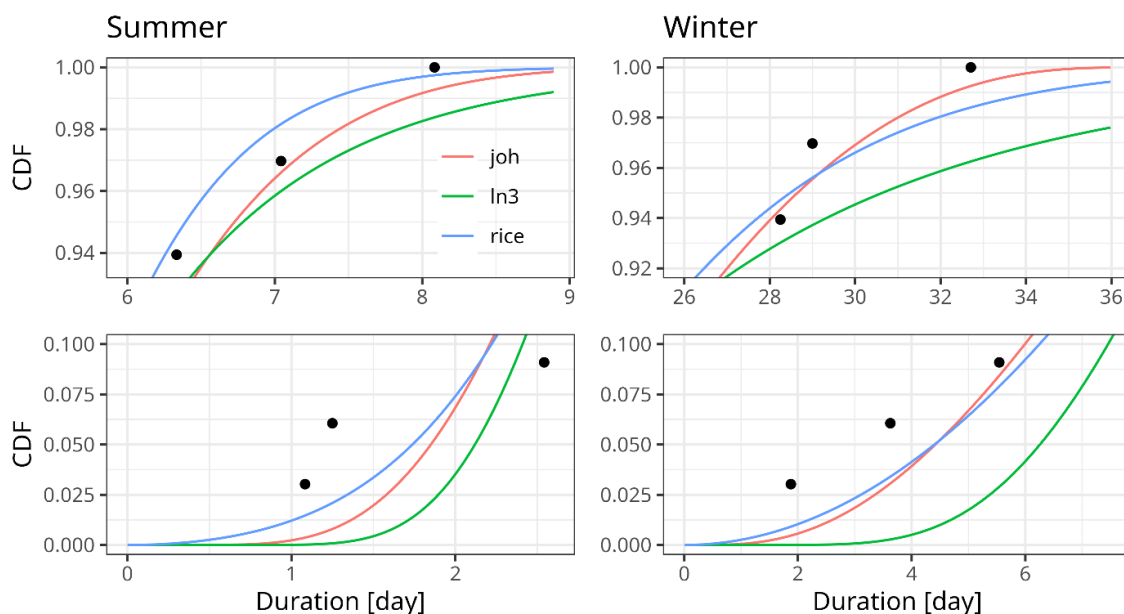 Summer
Winter
CDF
1.00
0.98
0.96
0.94
joh
ln3
rice
6 7 8 9
CDF
0.100
0.075
0.050
0.025
0.000
0 1 2
Duration [day]
1.00
0.98
0.96
0.94
0.92
26 28 30 32 34 36
0.100
0.075
0.050
0.025
0.000
0 2 4 6
Duration [day]